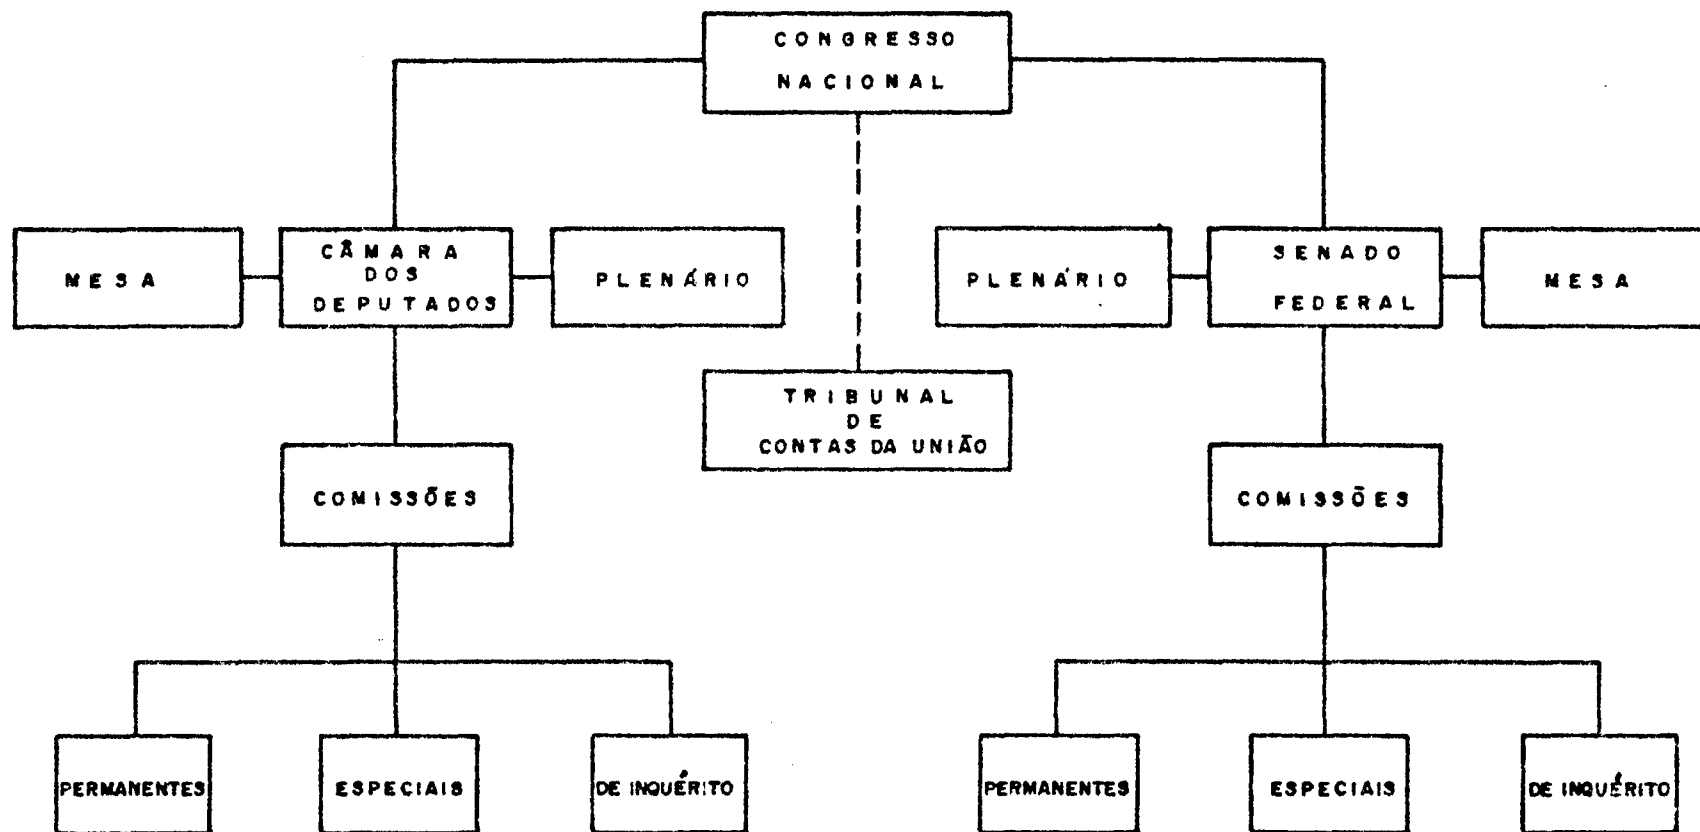 CONGRESSO
NACIONAL
MESA
CÂMARA
DOS
DEPUTADOS
PLENÁRIO
PLENÁRIO
SENADO
FEDERAL
MESA
TRIBUNAL
DE
CONTAS DA UNIÃO
COMISSÕES
COMISSÕES
PERMANENTES
ESPECIAIS
DE INQUÉRITO
PERMANENTES
ESPECIAIS
DE INQUÉRITO